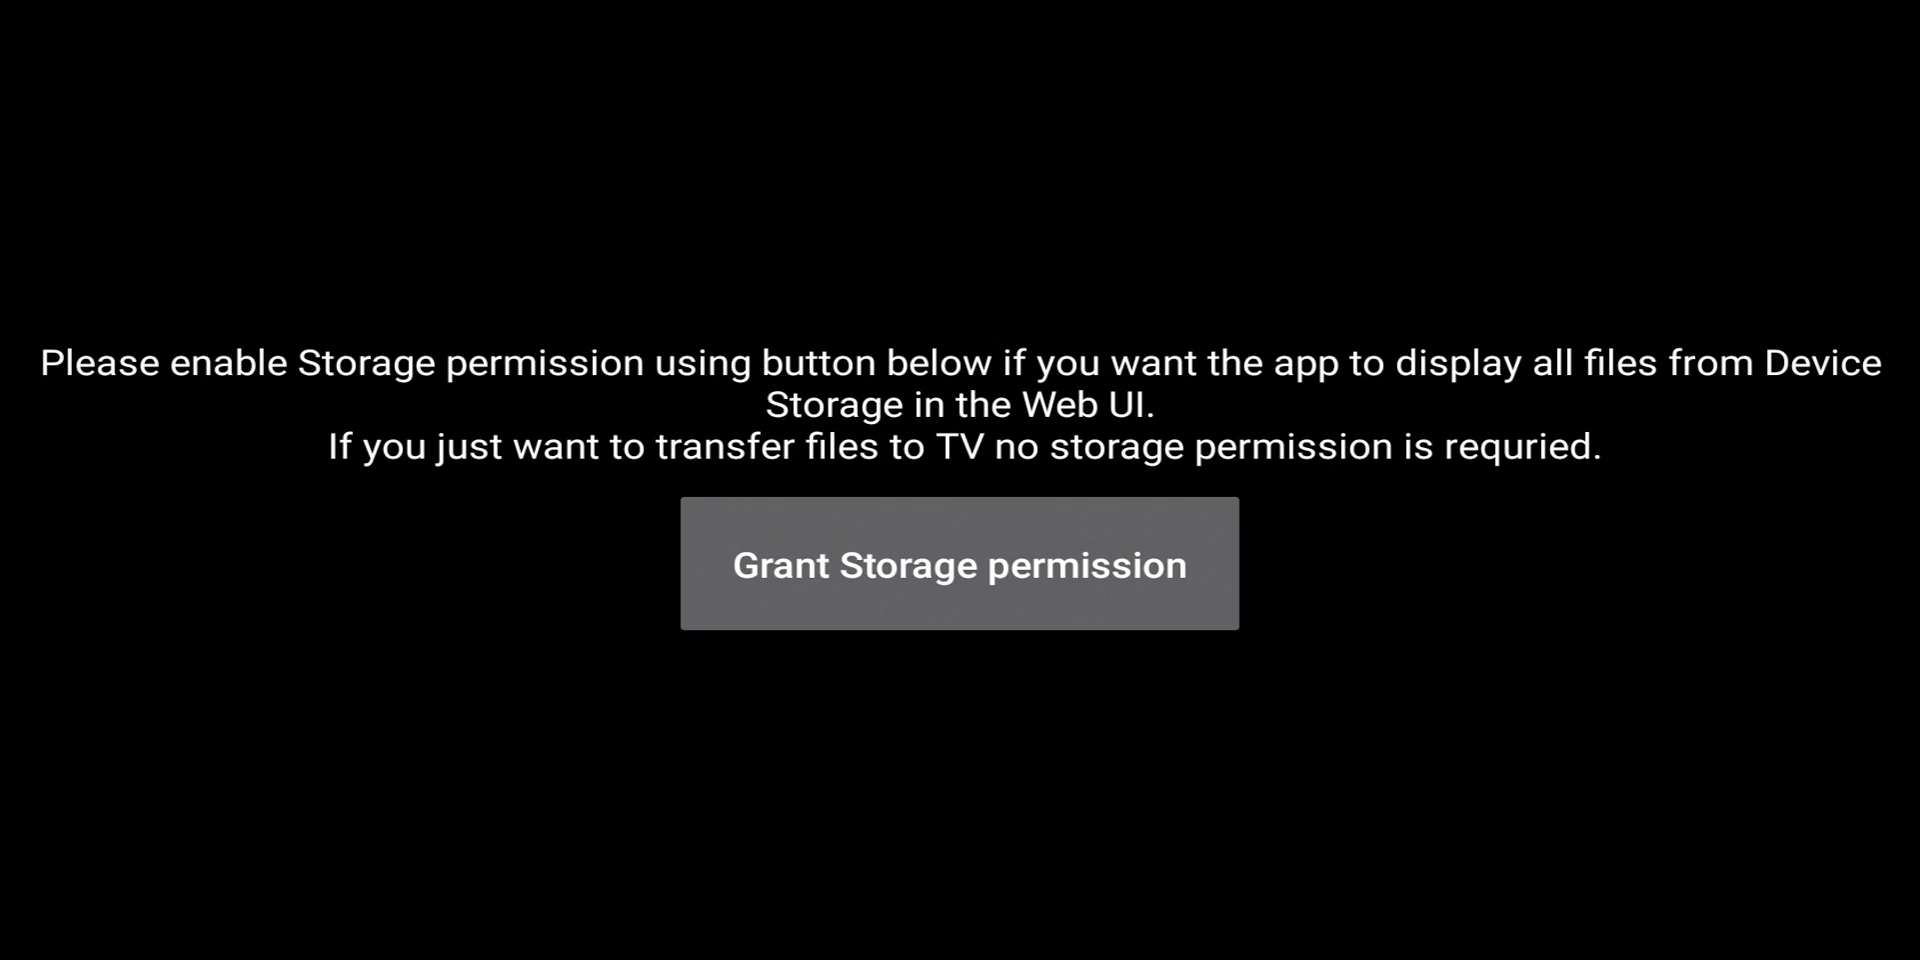 Please enable Storage permission using button below if you want the app to display all files from Device
Storage in the Web UI.
If you just want to transfer files to TV no storage permission is requried.
Grant Storage permission